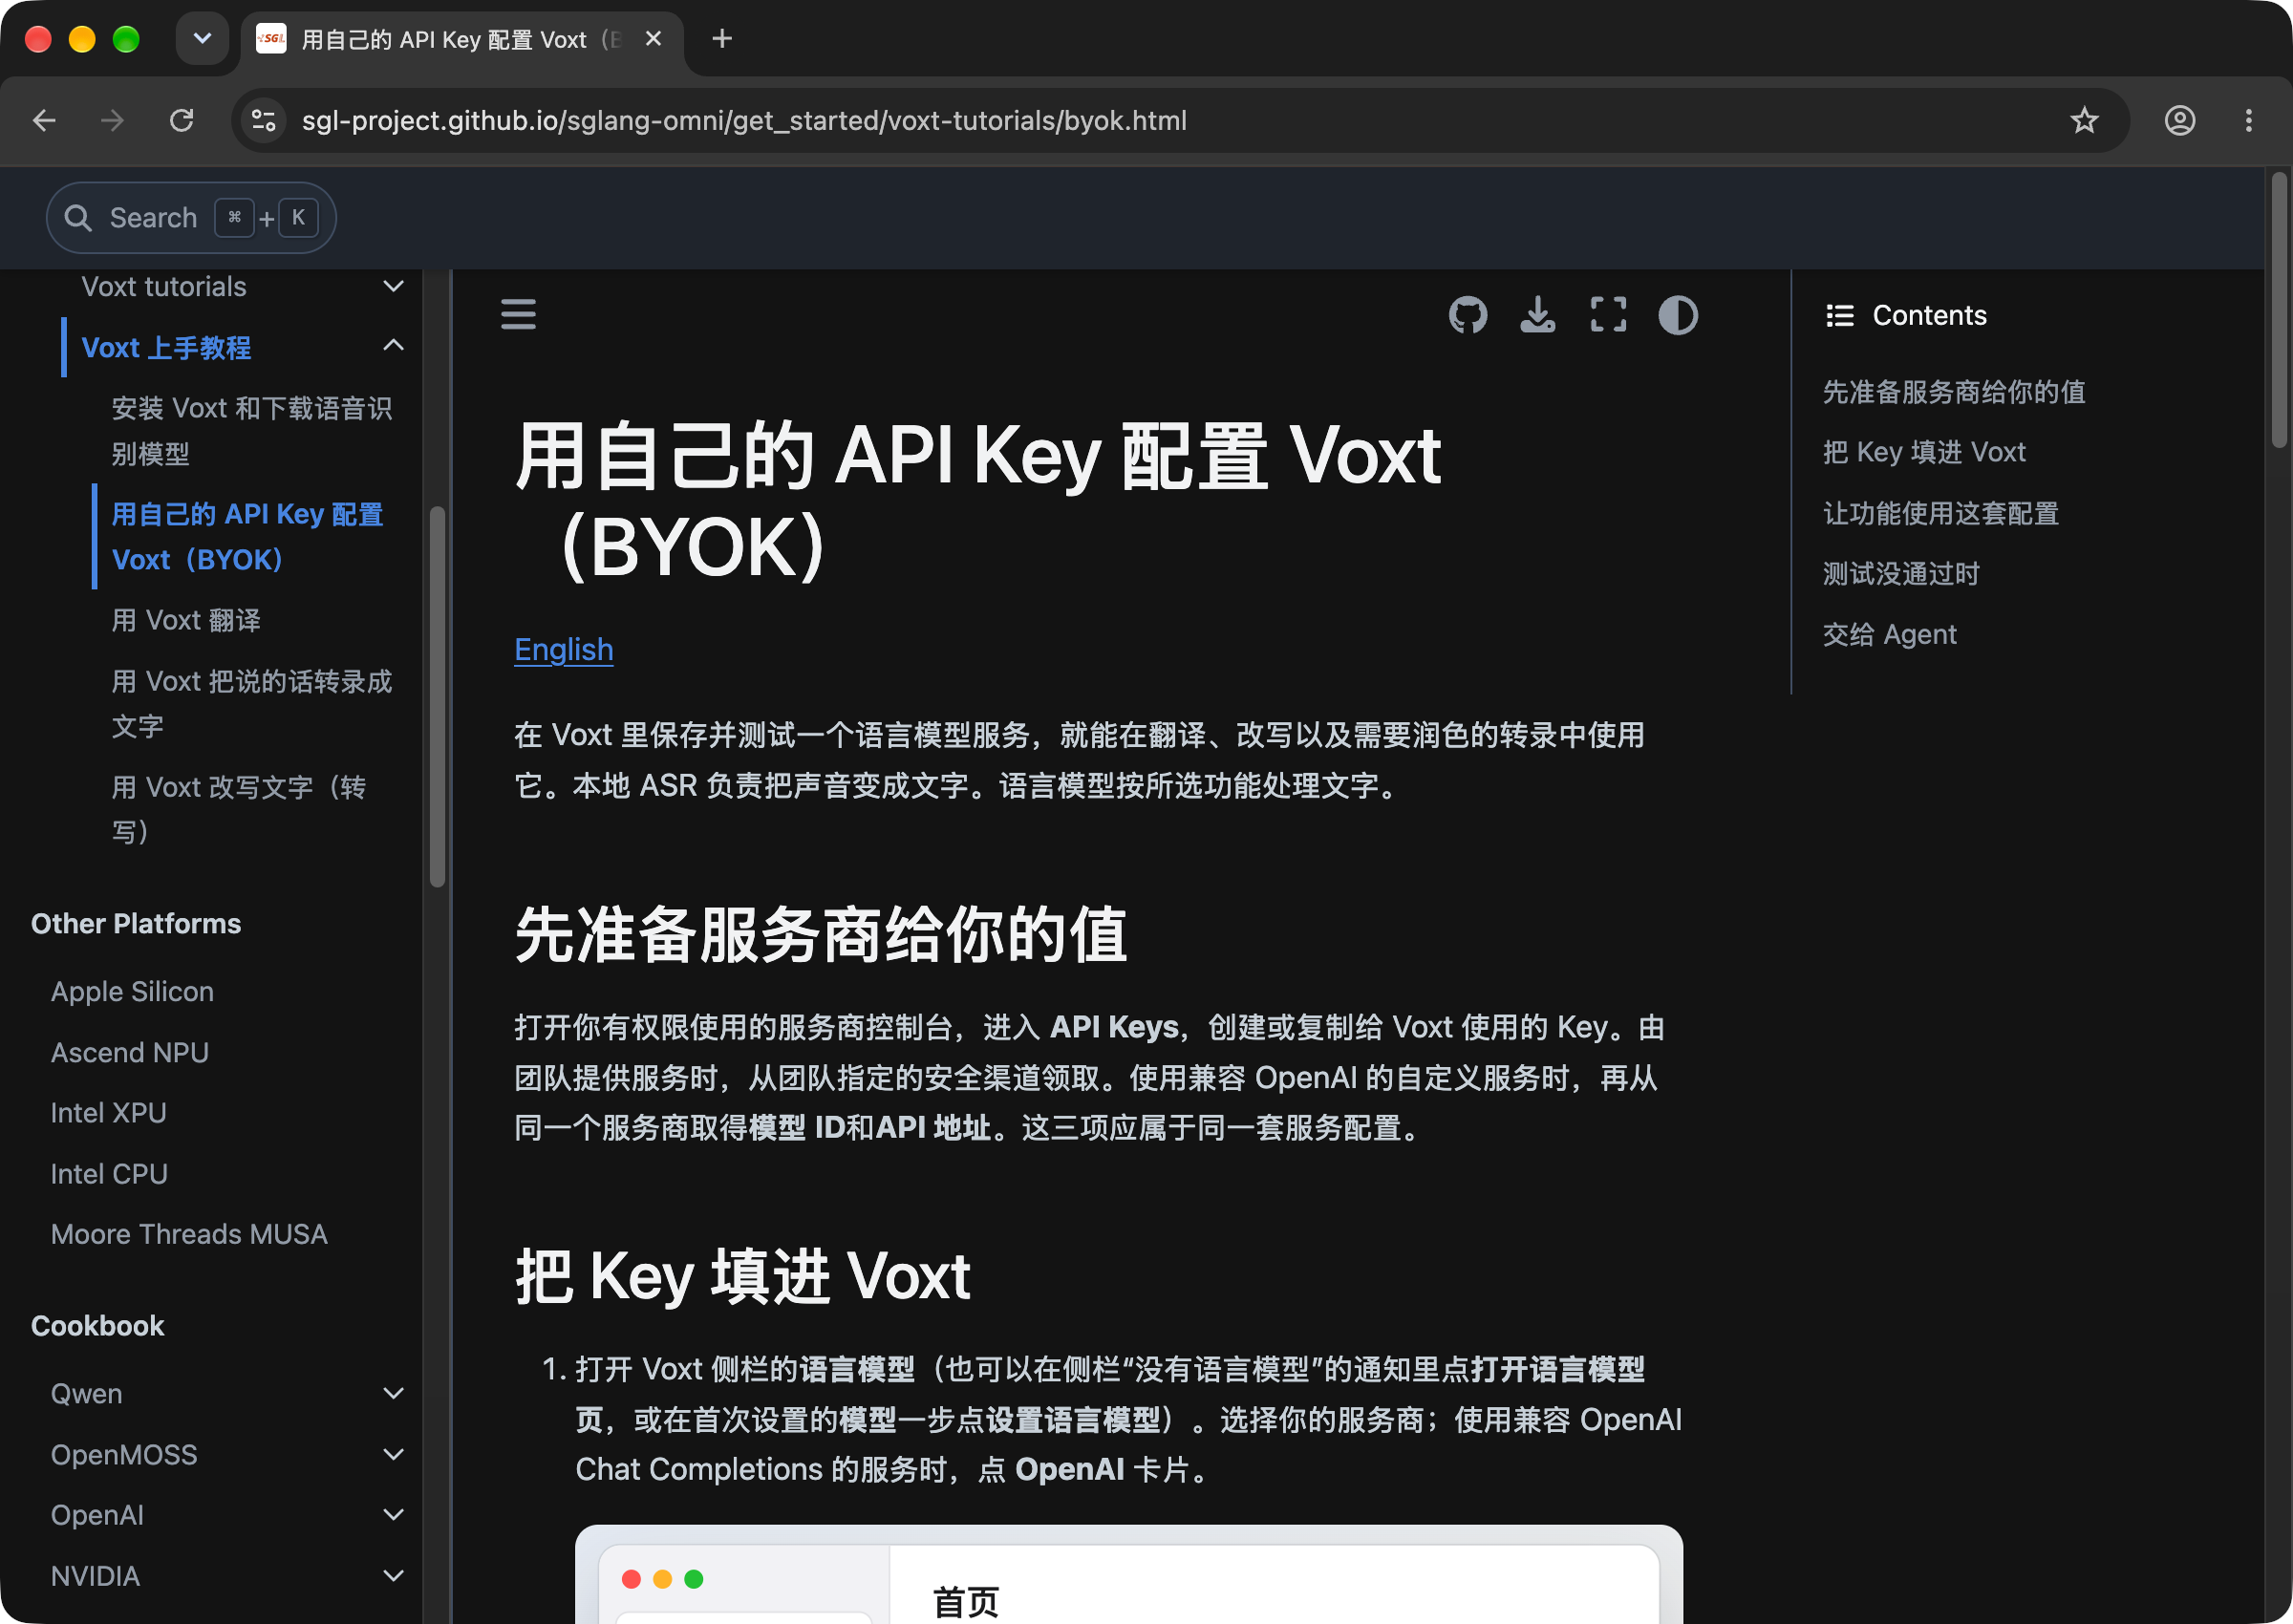 用自己的 API Key 配置 Voxt（B
sgl-project.github.io/sglang-omni/get_started/voxt-tutorials/byok.html
Search ⌘ + K
Voxt tutorials
Voxt 上手教程
安装 Voxt 和下载语音识
别模型
用自己的 API Key 配置
Voxt（BYOK）
用 Voxt 翻译
用 Voxt 把说的话转录成
文字
用 Voxt 改写文字（转
写）
Other Platforms
Apple Silicon
Ascend NPU
Intel XPU
Intel CPU
Moore Threads MUSA
Cookbook
Qwen
OpenMOSS
OpenAI
NVIDIA
用自己的 API Key 配置 Voxt
（BYOK）
English
在 Voxt 里保存并测试一个语言模型服务，就能在翻译、改写以及需要润色的转录中使用
它。本地 ASR 负责把声音变成文字。语言模型按所选功能处理文字。
先准备服务商给你的值
打开你有权限使用的服务商控制台，进入 API Keys，创建或复制给 Voxt 使用的 Key。由
团队提供服务时，从团队指定的安全渠道领取。使用兼容 OpenAI 的自定义服务时，再从
同一个服务商取得模型 ID和API 地址。这三项应属于同一套服务配置。
把 Key 填进 Voxt
1. 打开 Voxt 侧栏的语言模型（也可以在侧栏“没有语言模型”的通知里点打开语言模型
页，或在首次设置的模型一步点设置语言模型）。选择你的服务商；使用兼容 OpenAI
Chat Completions 的服务时，点 OpenAI 卡片。
首页
Contents
先准备服务商给你的值
把 Key 填进 Voxt
让功能使用这套配置
测试没通过时
交给 Agent